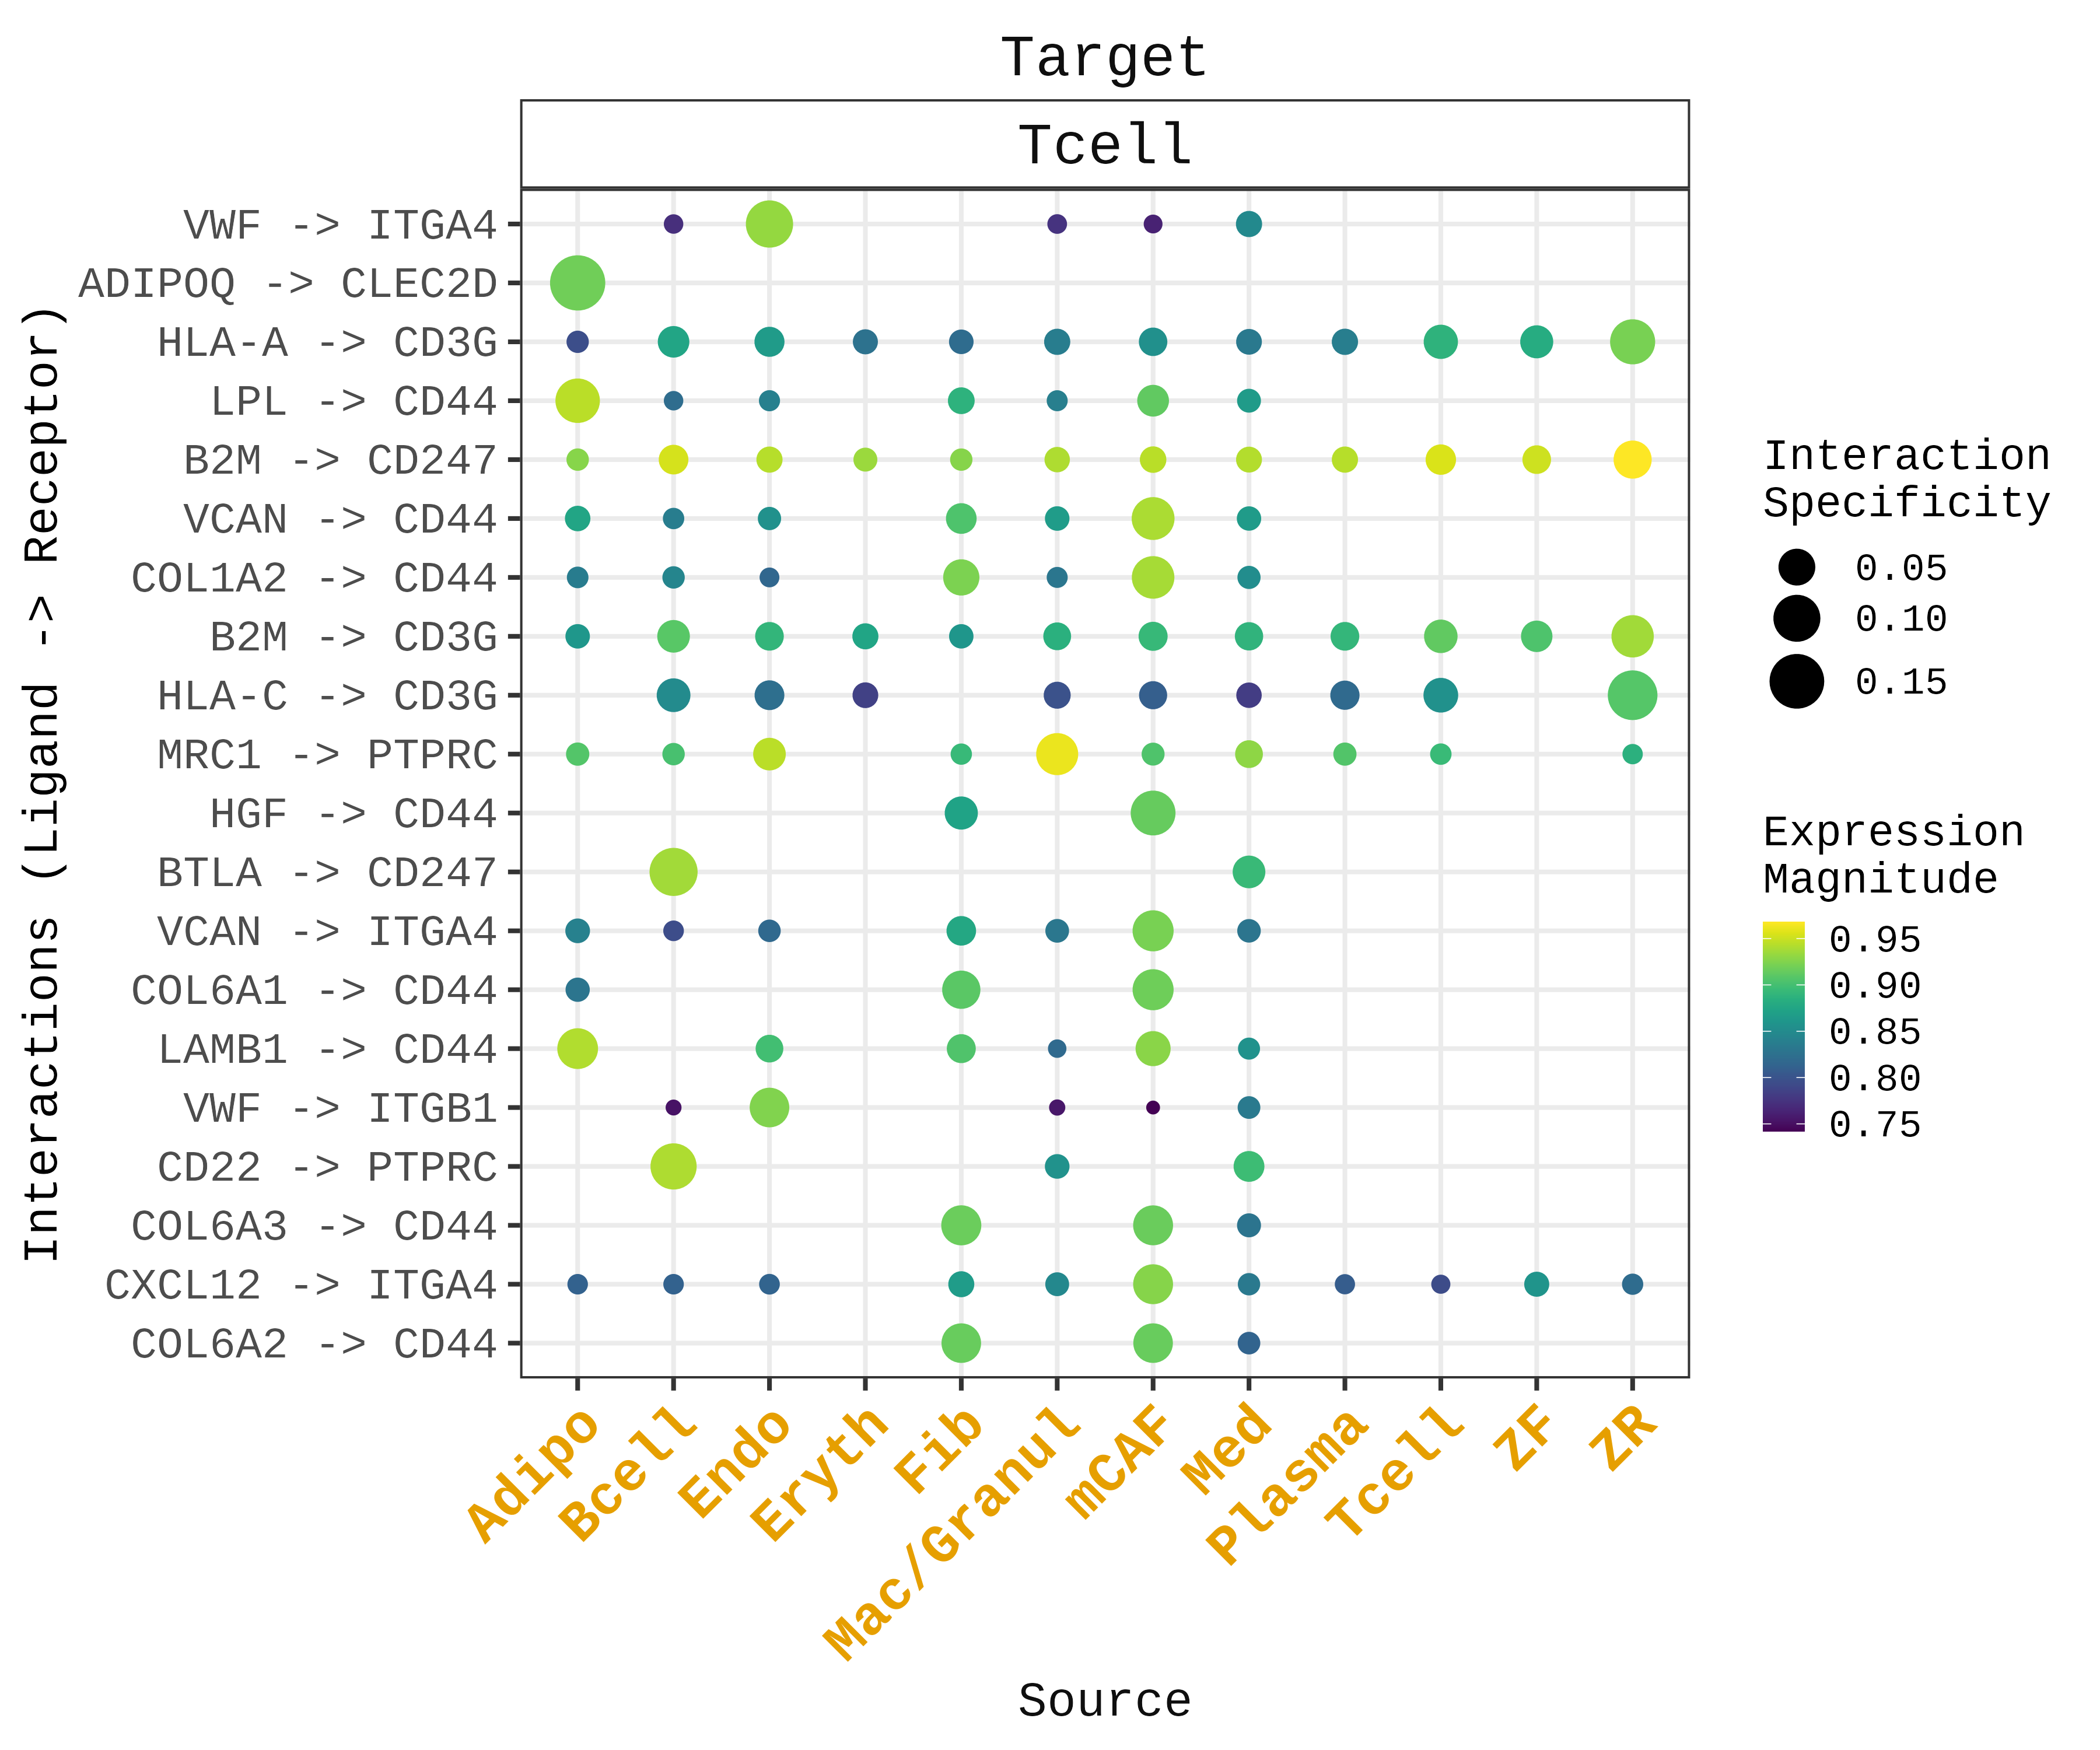 Target
Tcell
Interactions (Ligand -> Receptor)
VWF -> ITGA4
ADIPOQ -> CLEC2D
HLA-A -> CD3G
LPL -> CD44
B2M -> CD247
VCAN -> CD44
COL1A2 -> CD44
B2M -> CD3G
HLA-C -> CD3G
MRC1 -> PTPRC
HGF -> CD44
BTLA -> CD247
VCAN -> ITGA4
COL6A1 -> CD44
LAMB1 -> CD44
VWF -> ITGB1
CD22 -> PTPRC
COL6A3 -> CD44
CXCL12 -> ITGA4
COL6A2 -> CD44
Adipo
Bcell
Endo
Eryth
Fib
Mac/Granul
mCAF
Med
Plasma
Tcell
ZF
ZR
Source
Interaction
Specificity
0.05
0.10
0.15
Expression
Magnitude
0.95
0.90
0.85
0.80
0.75